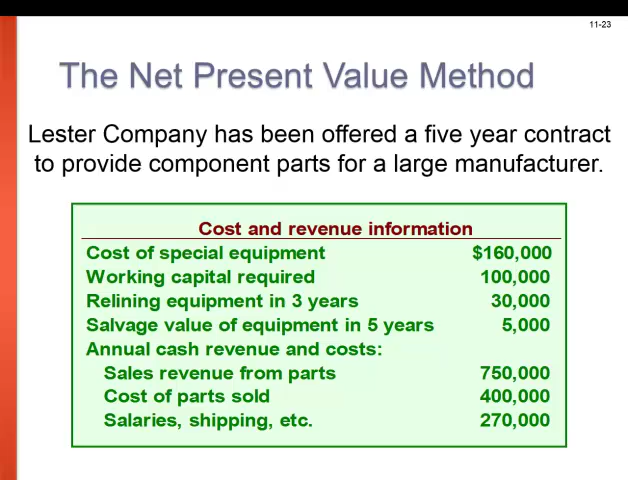 11-23
The Net Present Value Method
Lester Company has been offered a five year contract
to provide component parts for a large manufacturer.
Cost and revenue information
Cost of special equipment $160,000
Working capital required 100,000
Relining equipment in 3 years 30,000
Salvage value of equipment in 5 years 5,000
Annual cash revenue and costs:
Sales revenue from parts 750,000
Cost of parts sold 400,000
Salaries, shipping, etc. 270,000